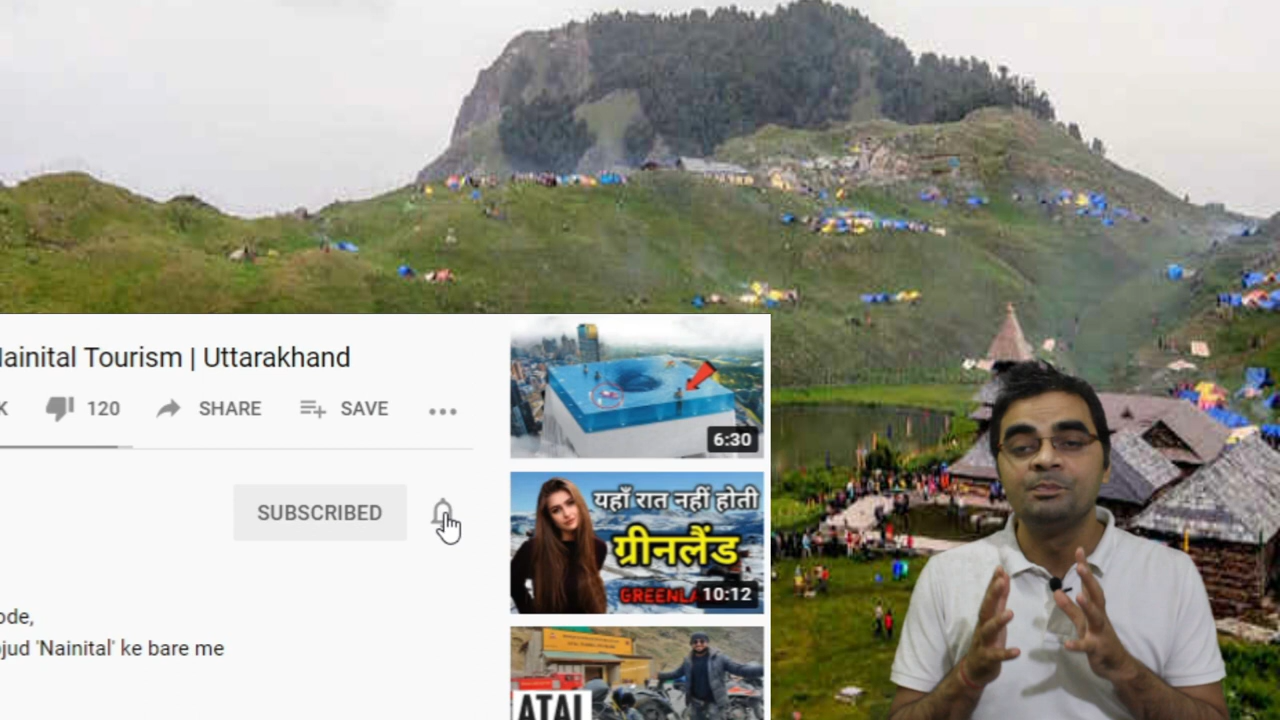 ainital Tourism | Uttarakhand
K
120
SHARE
SAVE
SUBSCRIBED
ode,
jud 'Nainital' ke bare me
6:30
यहाँ रात नहीं होती
ग्रीनलैंड
GREENLA
10:12
ATAL